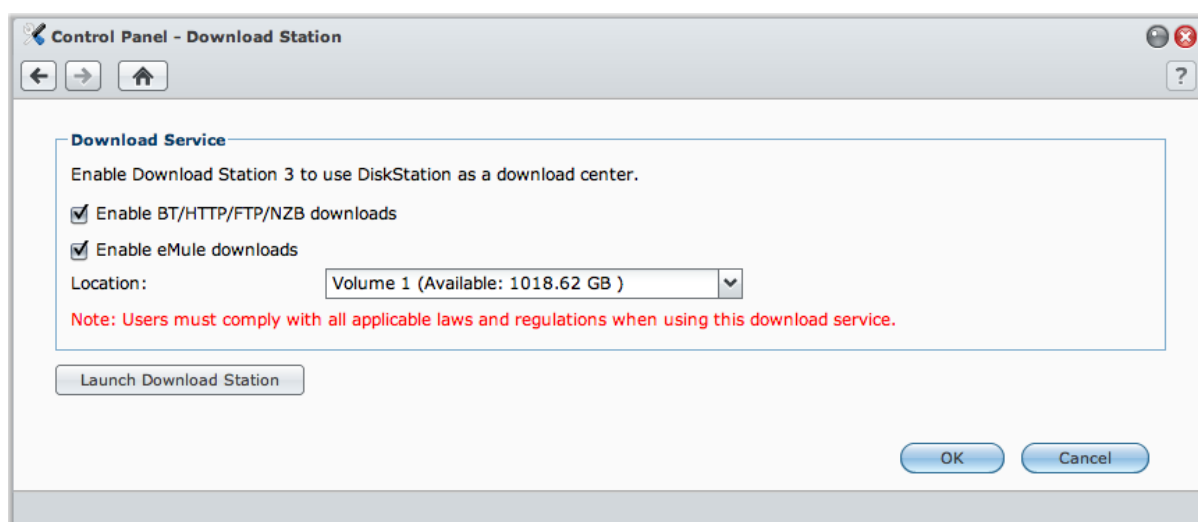 Control Panel - Download Station
?
Download Service
Enable Download Station 3 to use DiskStation as a download center.
Enable BT/HTTP/FTP/NZB downloads
Enable eMule downloads
Location: Volume 1 (Available: 1018.62 GB )
Note: Users must comply with all applicable laws and regulations when using this download service.
Launch Download Station
OK Cancel